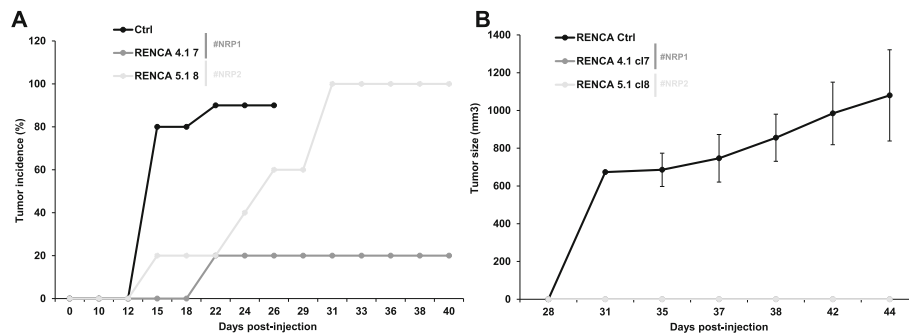 A
Ctrl
RENCA 4.1 7
#NRP1
RENCA 5.1 8
#NRP2
Tumor incidence (%)
120
100
80
60
40
20
0
0 10 12 15 18 22 24 26 29 31 33 36 38 40
Days post-injection
B
RENCA Ctrl
RENCA 4.1 cl7
#NRP1
RENCA 5.1 cl8
#NRP2
Tumor size (mm3)
1400
1200
1000
800
600
400
200
0
28 31 35 37 38 42 44
Days post-injection